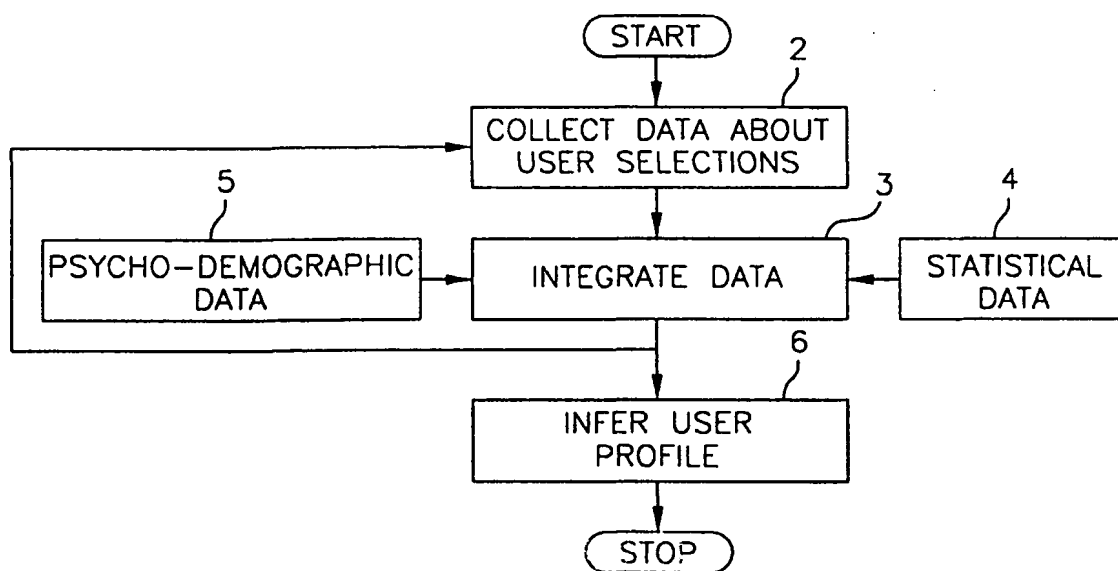 START
2
COLLECT DATA ABOUT
USER SELECTIONS
5
3
4
PSYCHO-DEMOGRAPHIC
DATA
INTEGRATE DATA
STATISTICAL
DATA
6
INFER USER
PROFILE
STOP